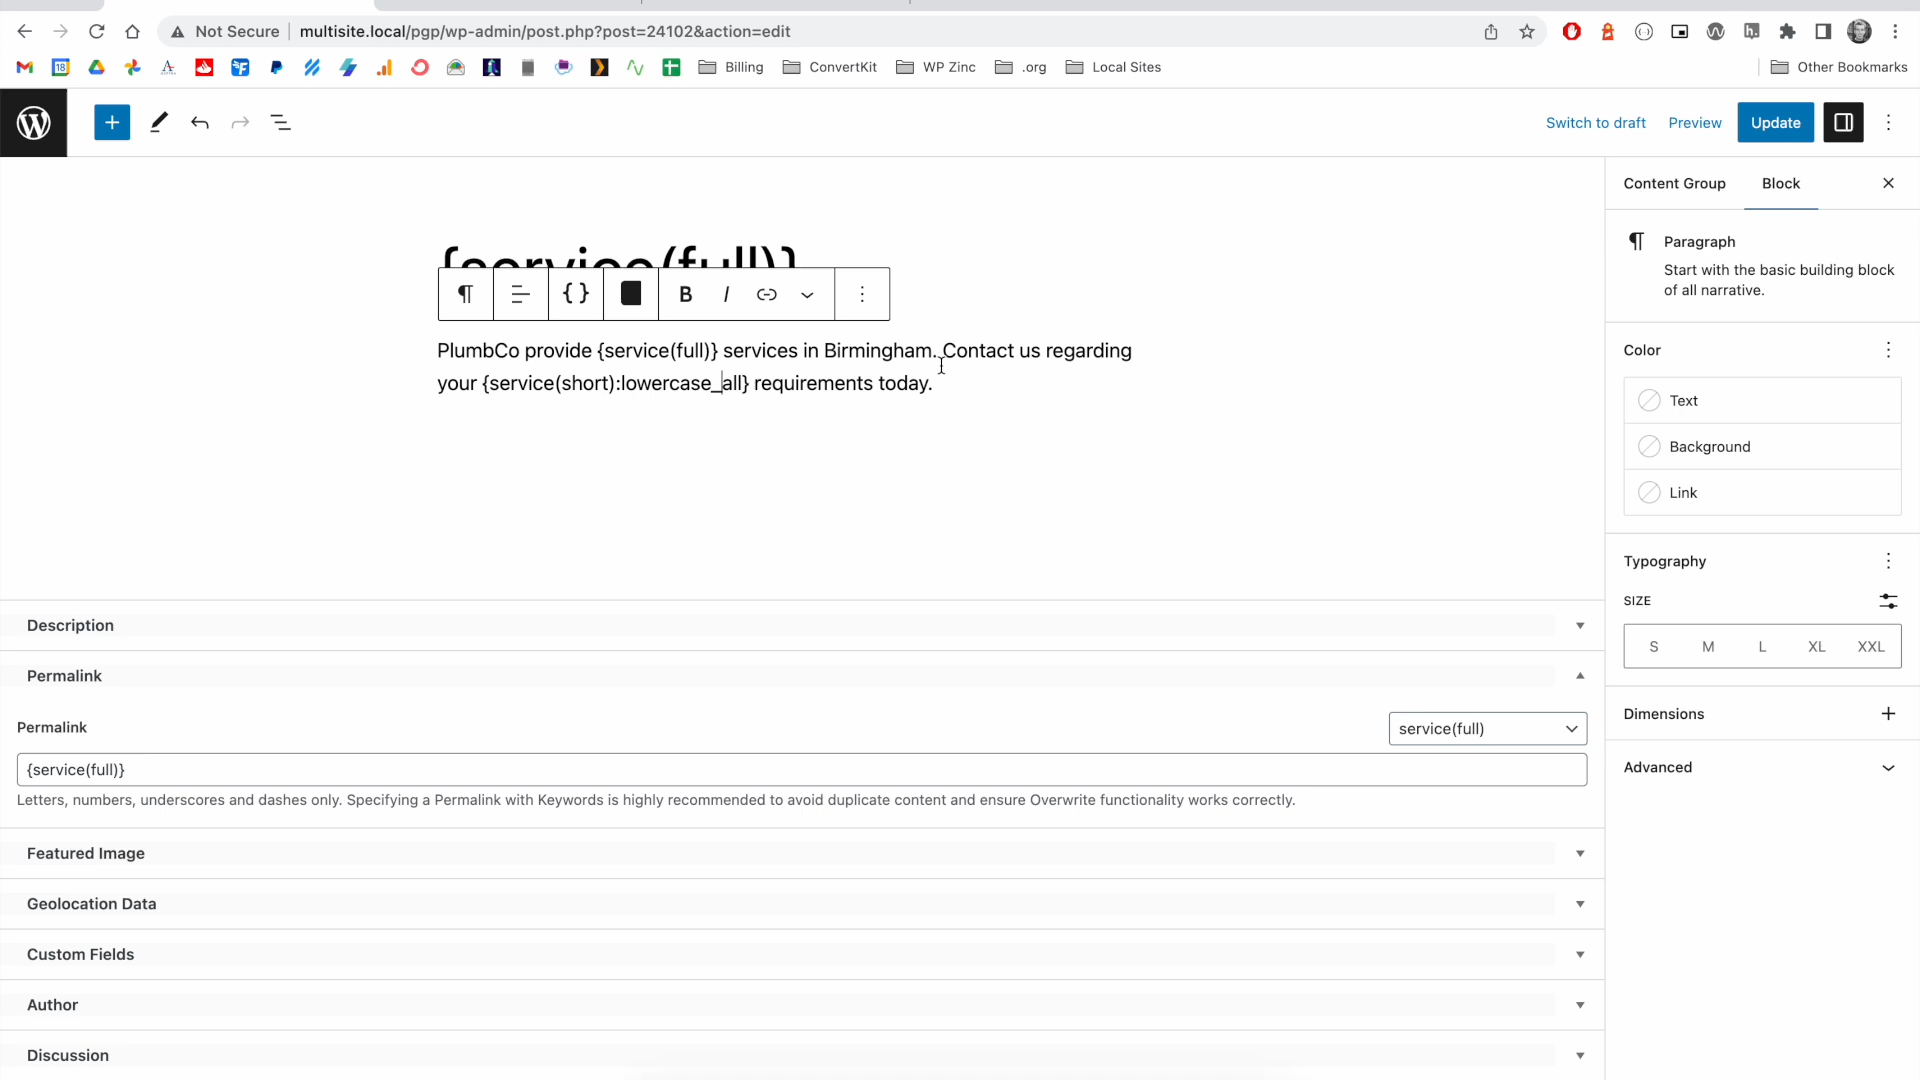 Not Secure
multisite.local/pgp/wp-admin/post.php?post=24102&action=edit
18
Billing
ConvertKit
WP Zinc
.org
Local Sites
Other Bookmarks
Switch to draft
Preview
Update
Content Group
Block
{service(full)}
Paragraph
Start with the basic building block
of all narrative.
B
I
PlumbCo provide {service(full)} services in Birmingham. Contact us regarding
your {service(short):lowercase_all} requirements today.
Color
Text
Background
Link
Typography
SIZE
S M L XL XXL
Dimensions
Advanced
Description
Permalink
Permalink
service(full)
{service(full)}
Letters, numbers, underscores and dashes only. Specifying a Permalink with Keywords is highly recommended to avoid duplicate content and ensure Overwrite functionality works correctly.
Featured Image
Geolocation Data
Custom Fields
Author
Discussion